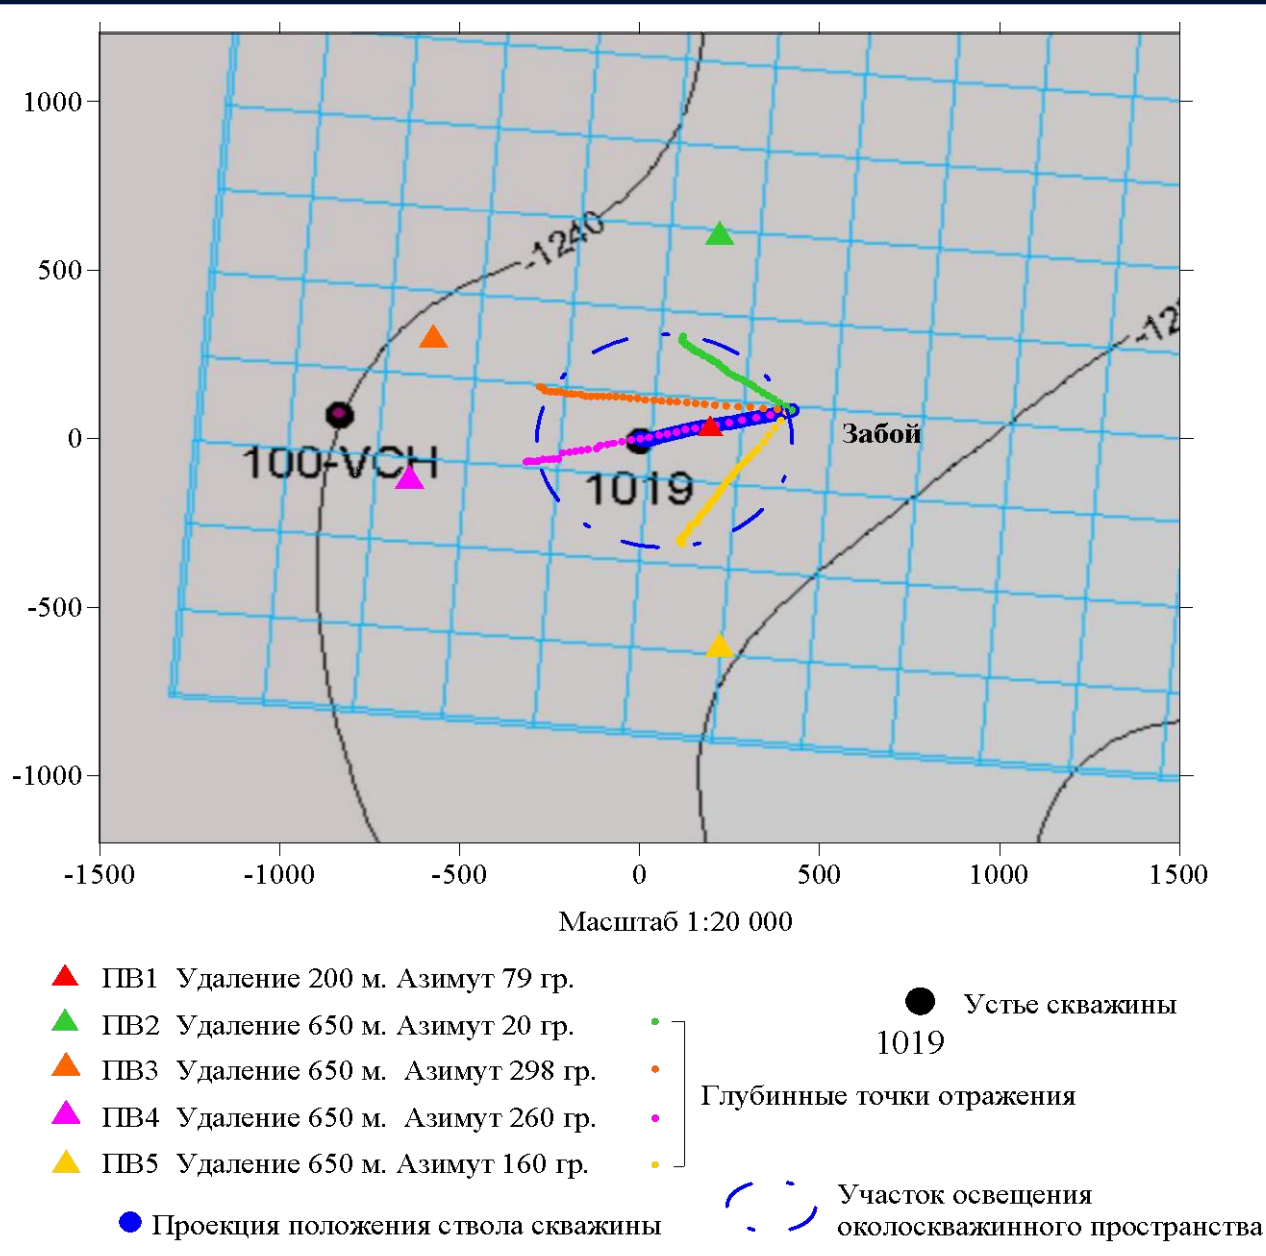 1000
500
0
-500
-1000
-1240
-12
Забой
100-VCH
1019
-1500 -1000 -500 0 500 1000 1500
Масштаб 1:20 000
ПВ1 Удаление 200 м. Азимут 79 гр.
ПВ2 Удаление 650 м. Азимут 20 гр.
ПВ3 Удаление 650 м. Азимут 298 гр.
ПВ4 Удаление 650 м. Азимут 260 гр.
ПВ5 Удаление 650 м. Азимут 160 гр.
Проекция положения ствола скважины
Устье скважины
1019
Глубинные точки отражения
Участок освещения
околоскважинного пространства